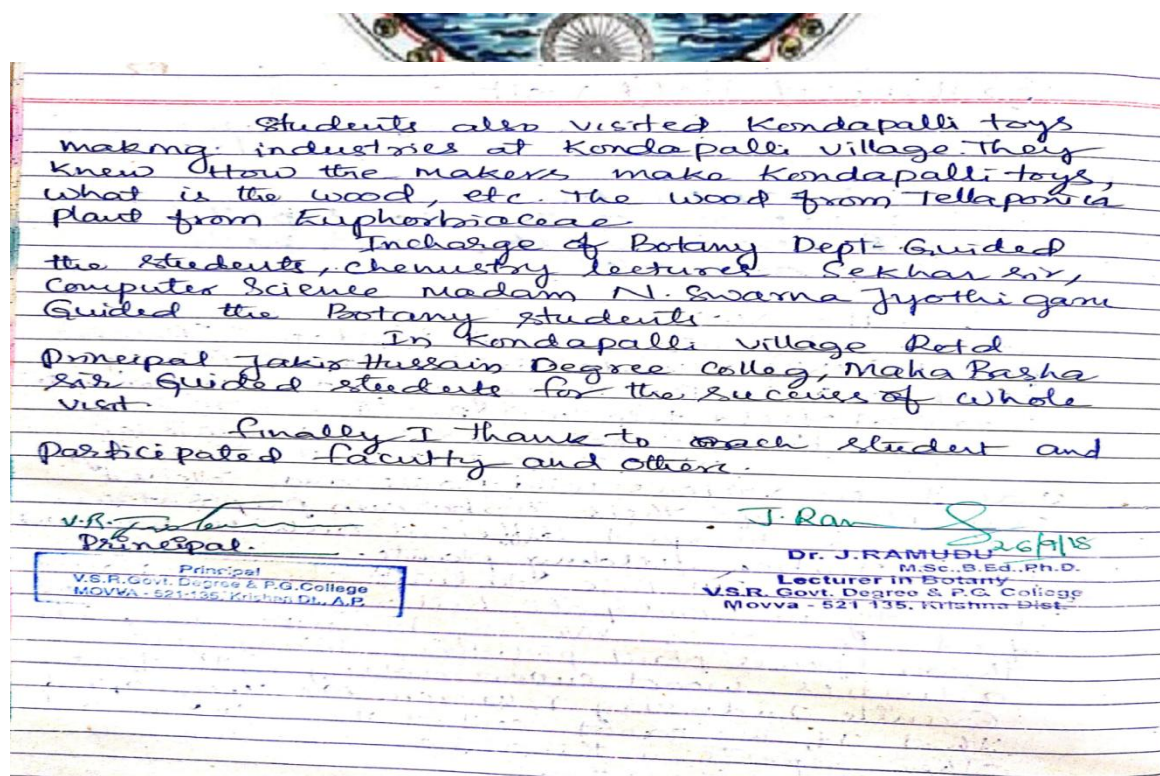 Students also visited Kondapalli toys
making industries at Kondapalli village. They
knew How the makers make Kondapalli toys,
what is the wood, etc. The wood from Tellaponica
plant from Euphorbiaceae.
Incharge of Botany Dept- Guided
the students, chemistry lecturer Sekhar sir,
Computer Science madam N. Swarna Jyothi garu
Guided the Botany students.
In Kondapalli village Retd
Principal Jakir Hussain Degree colleg, Maha Basha
sir Guided students for the success of whole
visit.
finally I thank to each student and
participated faculty and others.
V.R.
Principal.
Principal
V.S.R.Govt. Degree & P.G.College
MOVVA - 521-135, Krishna Dt., A.P.
J. Ram
26/9/18
Dr. J.RAMUDU
M.Sc.,B.Ed.,Ph.D.
Lecturer in Botany
V.S.R. Govt. Degree & P.G. College
Movva - 521 135, Krishna Dist.